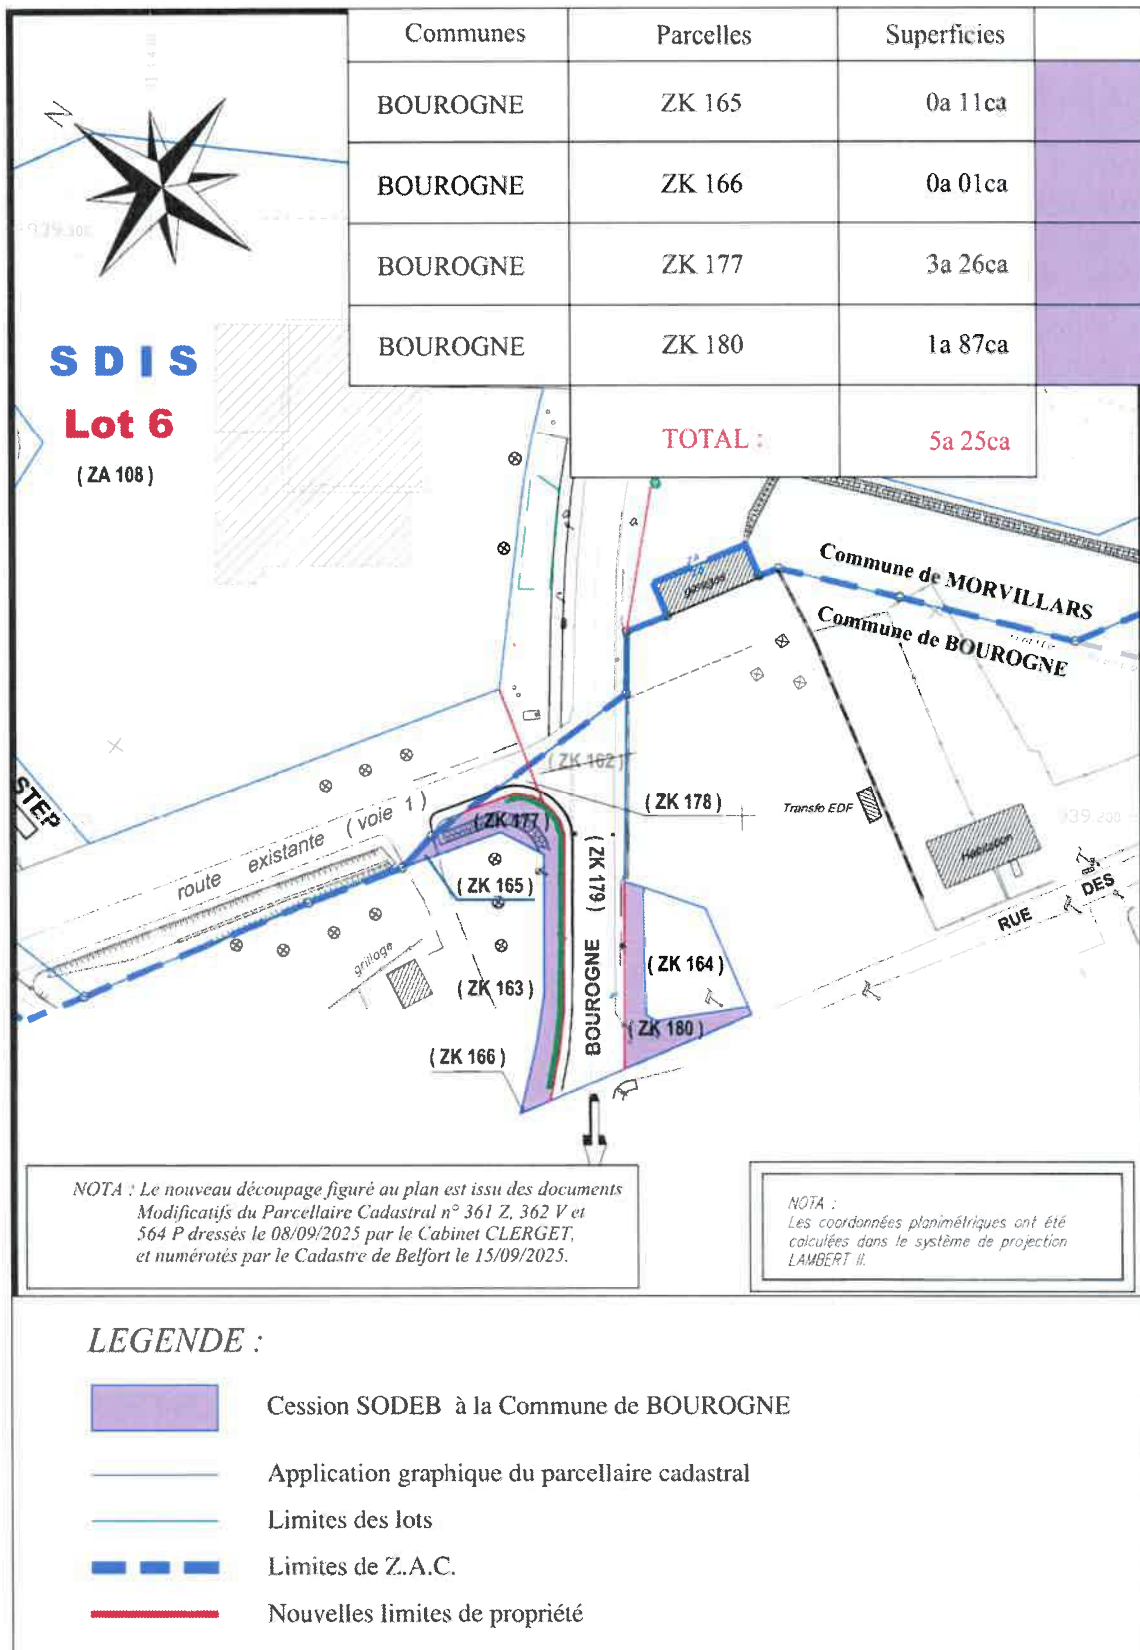 Communes Parcelles Superficies
BOUROGNE ZK 165 0a 11ca
BOUROGNE ZK 166 0a 01ca
BOUROGNE ZK 177 3a 26ca
BOUROGNE ZK 180 1a 87ca
TOTAL : 5a 25ca
N
939.300
SDIS
Lot 6
( ZA 108 )
garages
Commune de MORVILLARS
Commune de BOUROGNE
STEP
route existante ( voie 1 )
( ZK 162 )
( ZK 178 )
( ZK 177 )
Transfo EDF
939.200
Habitation
( ZK 179 )
( ZK 165 )
RUE DES
grillage
( ZK 163 )
BOUROGNE
( ZK 164 )
( ZK 180 )
( ZK 166 )
NOTA : Le nouveau découpage figuré au plan est issu des documents
Modificatifs du Parcellaire Cadastral n° 361 Z, 362 V et
564 P dressés le 08/09/2025 par le Cabinet CLERGET,
et numérotés par le Cadastre de Belfort le 15/09/2025.
NOTA :
Les coordonnées planimétriques ont été
calculées dans le système de projection
LAMBERT II.
LEGENDE :
Cession SODEB à la Commune de BOUROGNE
Application graphique du parcellaire cadastral
Limites des lots
Limites de Z.A.C.
Nouvelles limites de propriété